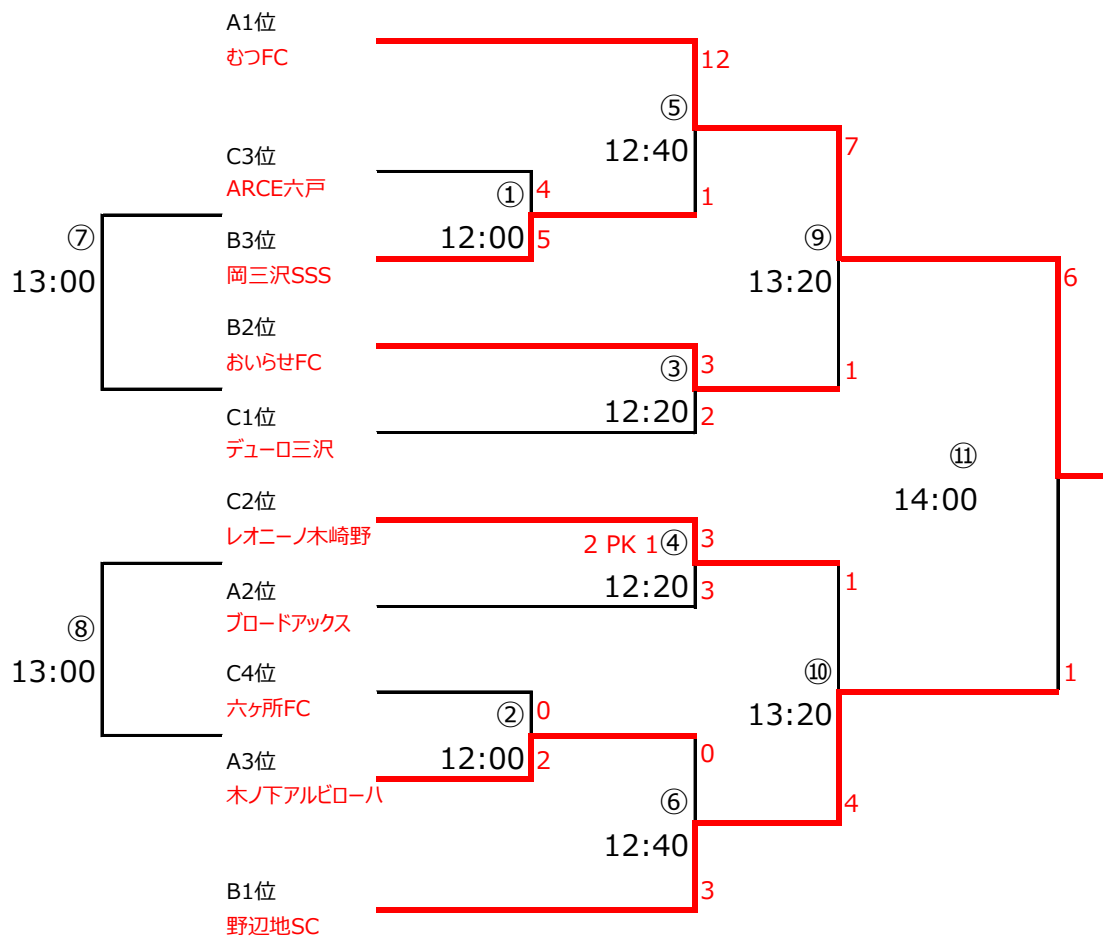 A1位
むつFC
12
⑤
12:40
7
C3位
ARCE六戸
①
4
1
12:00
5
⑦
13:00
B3位
岡三沢SSS
⑨
13:20
6
B2位
おいらせFC
③
3
1
12:20
2
C1位
デューロ三沢
⑪
14:00
C2位
レオニーノ木崎野
2 PK 1
④
3
12:20
3
1
A2位
ブロードアックス
⑧
13:00
C4位
六ヶ所FC
②
0
⑩
13:20
1
12:00
2
0
A3位
木ノ下アルビローハ
⑥
12:40
4
B1位
野辺地SC
3